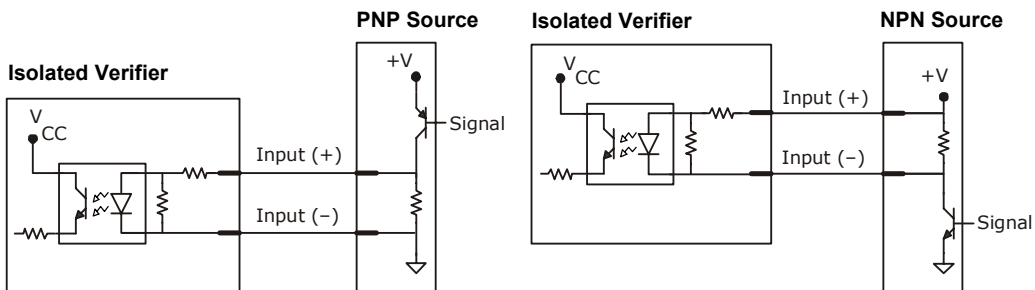 PNP Source
Isolated Verifier
+V
V
CC
Signal
Input (+)
Input (−)
Isolated Verifier
NPN Source
V
CC
+V
Input (+)
Input (−)
Signal